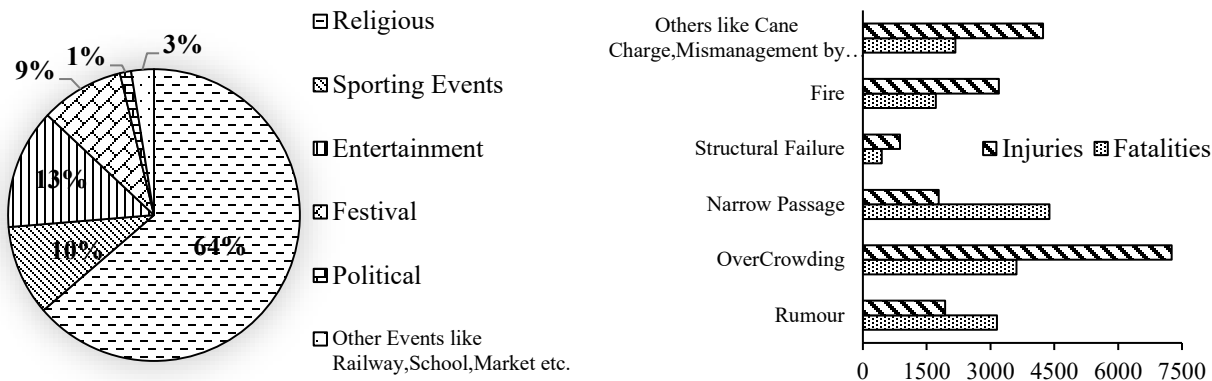 3%
1%
9%
13%
10%
64%
Religious
Sporting Events
Entertainment
Festival
Political
Other Events like
Railway,School,Market etc.
Others like Cane
Charge,Mismanagement by…
Fire
Structural Failure
Narrow Passage
OverCrowding
Rumour
Injuries Fatalities
0 1500 3000 4500 6000 7500